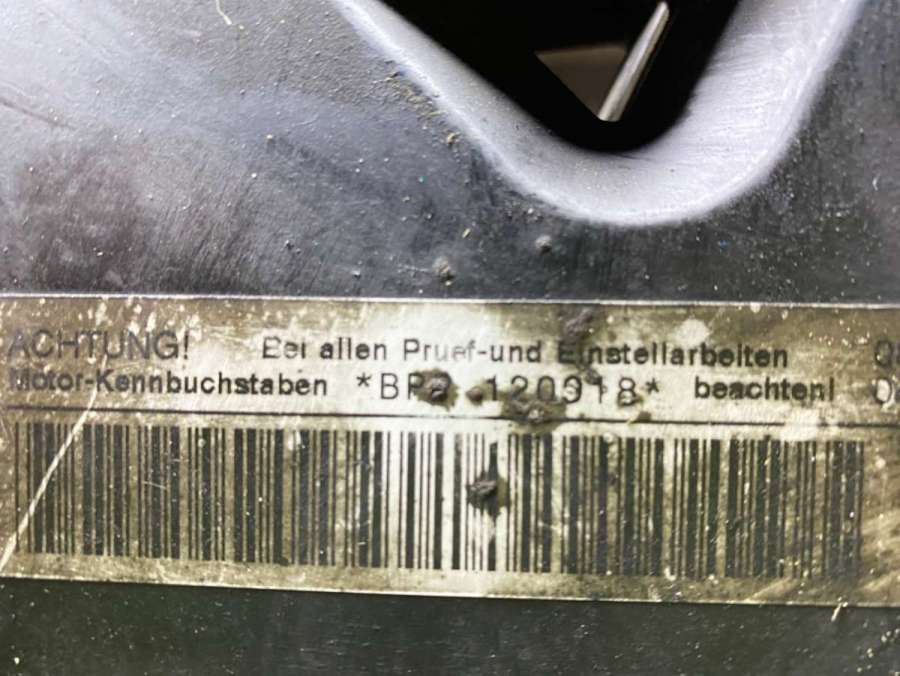 ACHTUNG! Bei allen Pruef-und Einstellarbeiten
Motor-Kennbuchstaben beachten!